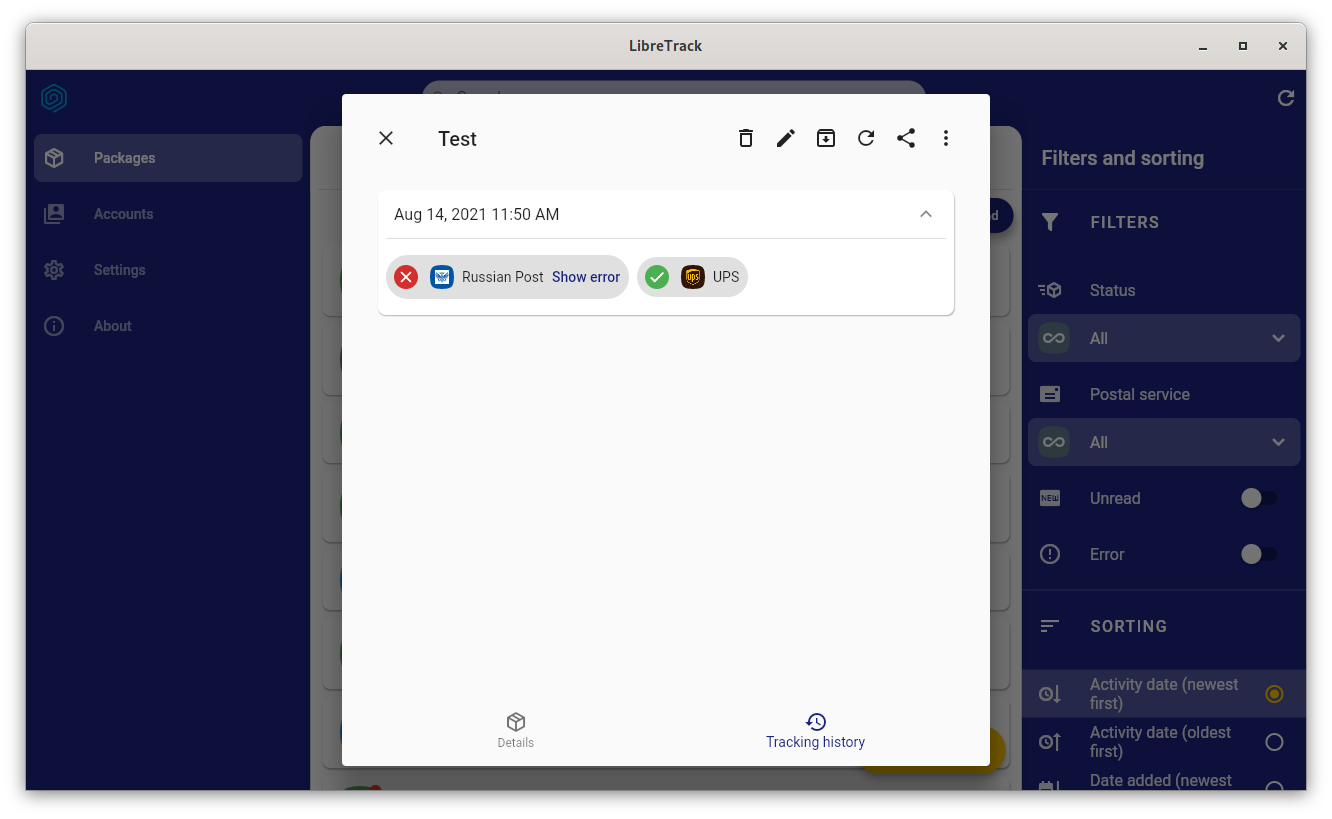 LibreTrack
Test
Packages
Accounts
Settings
About
Aug 14, 2021 11:50 AM
Russian Post Show error
ups UPS
Details
Tracking history
Filters and sorting
FILTERS
Status
All
Postal service
All
NEW Unread
Error
SORTING
Activity date (newest
first)
Activity date (oldest
first)
Date added (newest